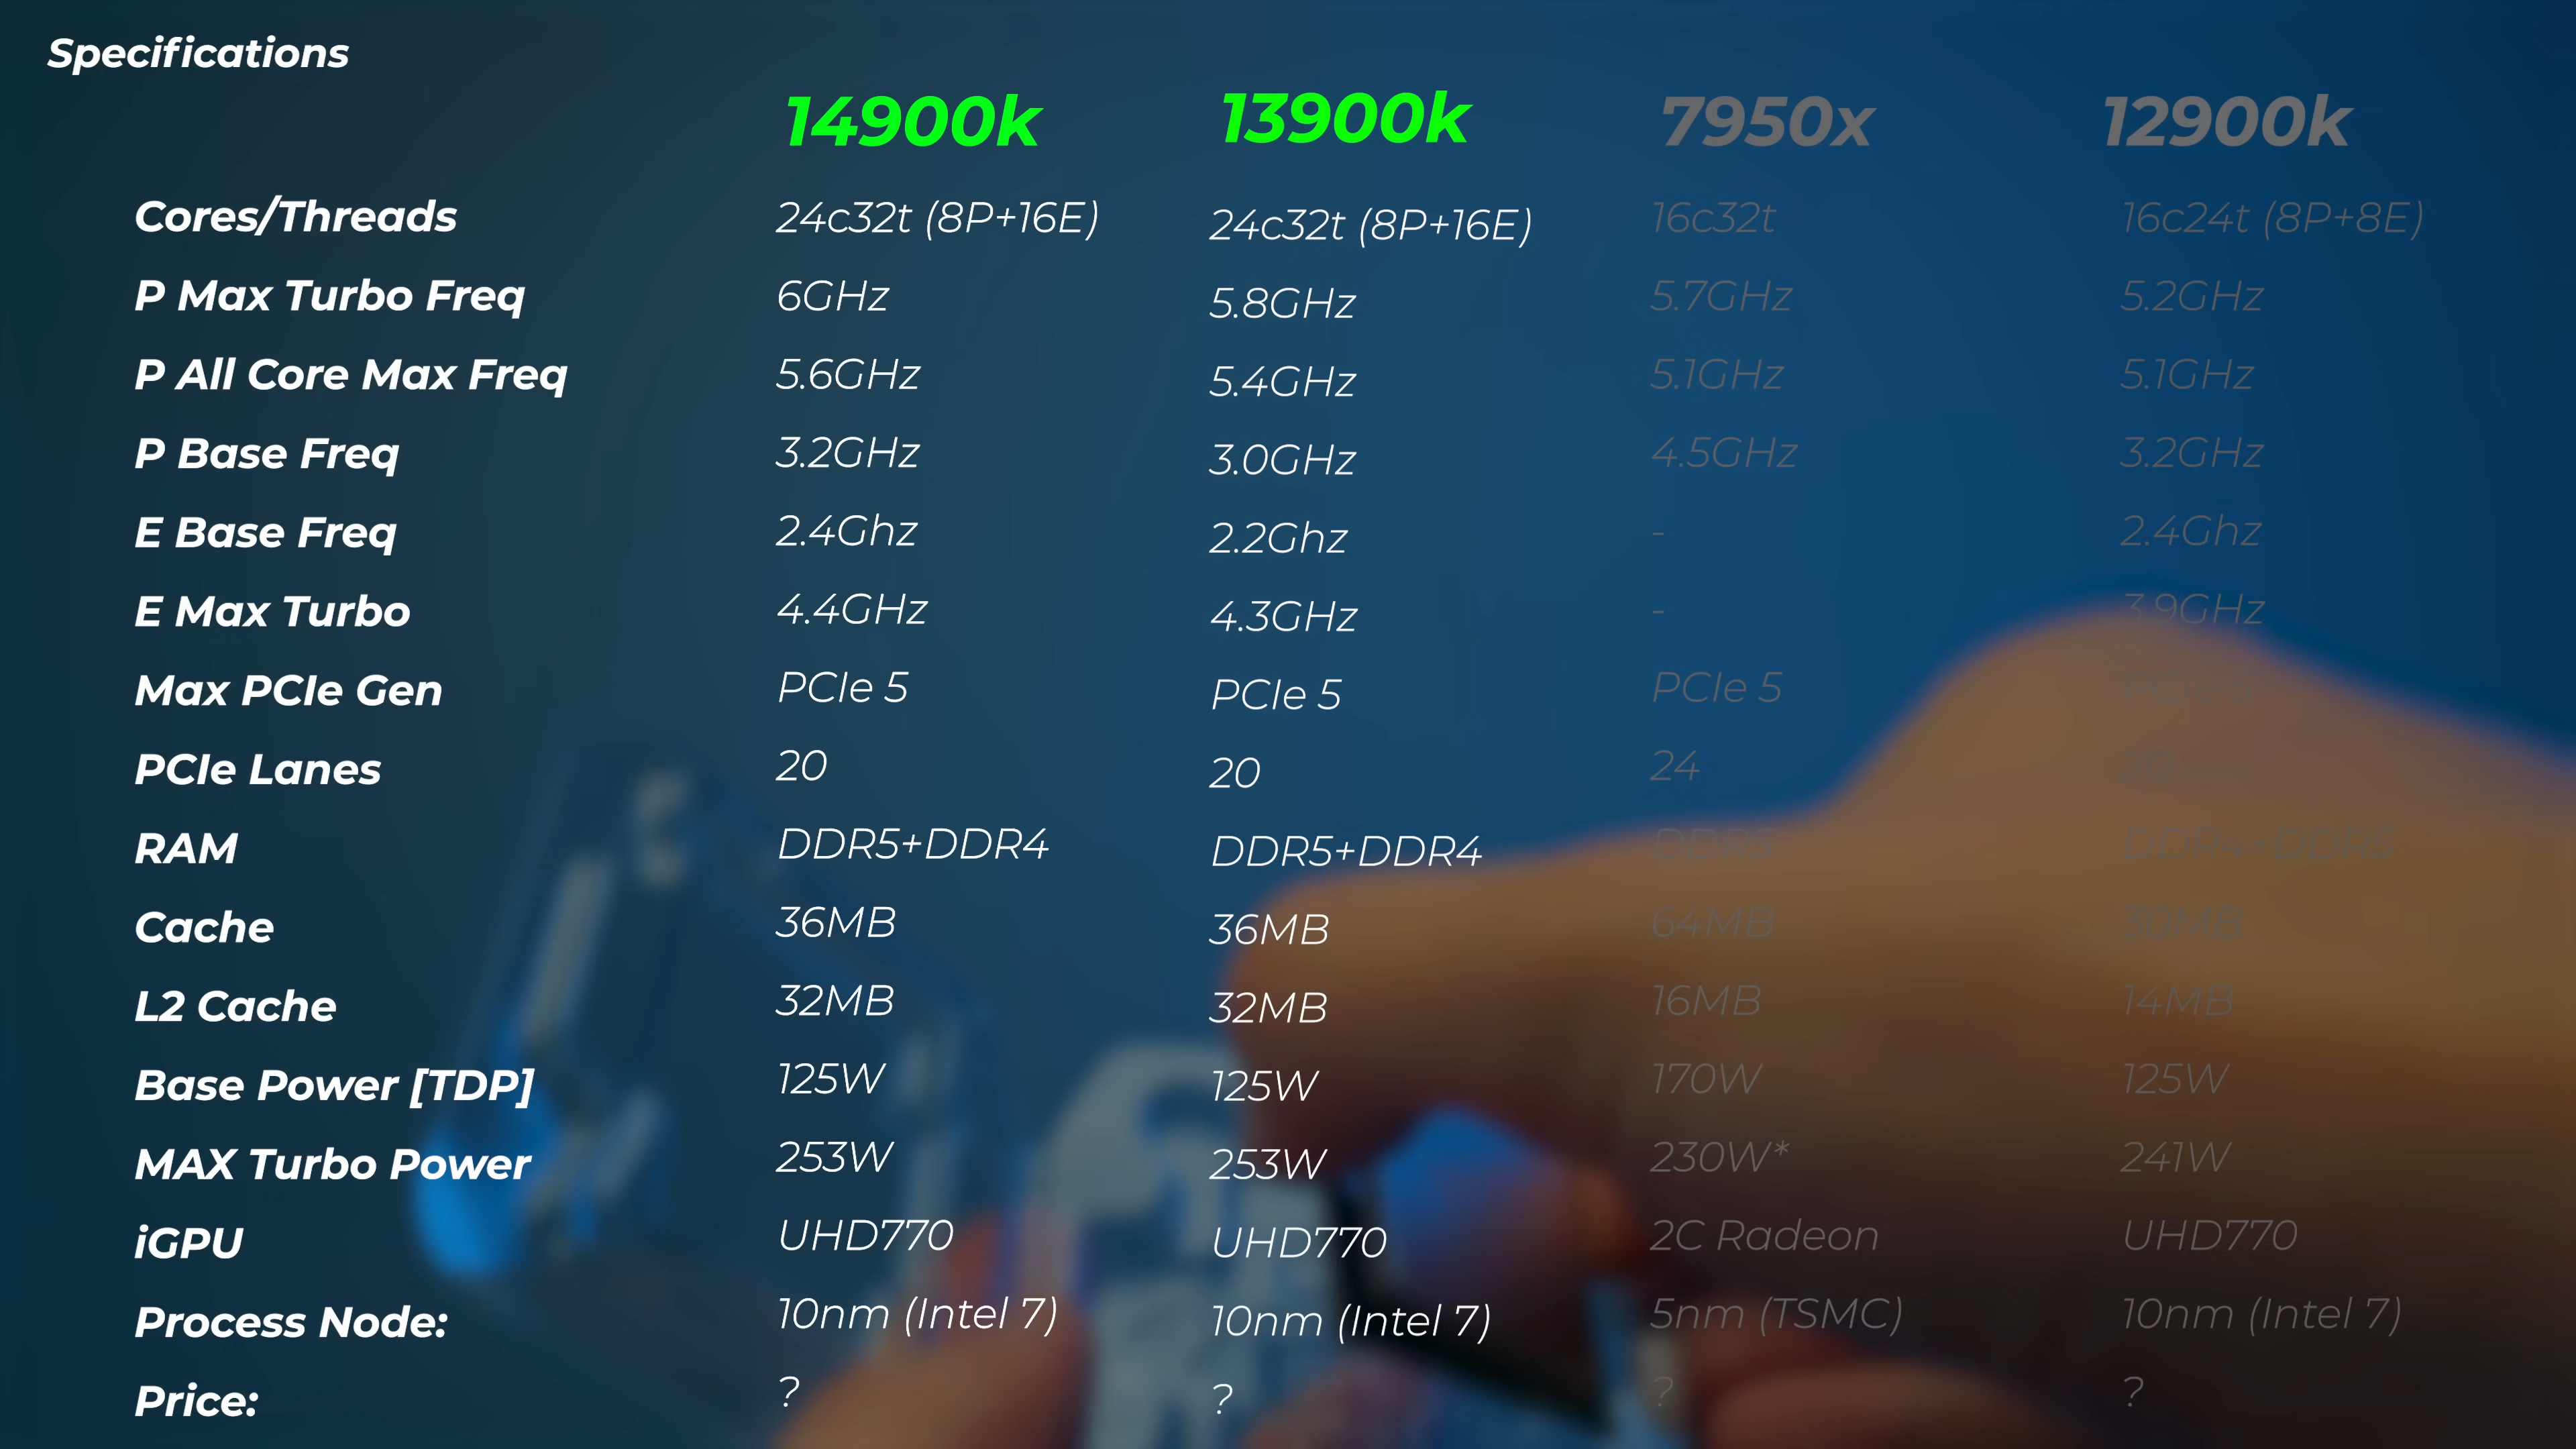 Specifications
14900k 13900k 7950x 12900k
Cores/Threads 24c32t (8P+16E) 24c32t (8P+16E) 16c32t 16c24t (8P+8E)
P Max Turbo Freq 6GHz 5.8GHz 5.7GHz 5.2GHz
P All Core Max Freq 5.6GHz 5.4GHz 5.1GHz 5.1GHz
P Base Freq 3.2GHz 3.0GHz 4.5GHz 3.2GHz
E Base Freq 2.4Ghz 2.2Ghz - 2.4Ghz
E Max Turbo 4.4GHz 4.3GHz - 3.9GHz
Max PCIe Gen PCIe 5 PCIe 5 PCIe 5
PCIe Lanes 20 20 24
RAM DDR5+DDR4 DDR5+DDR4 DDR5 DDR4+DDR5
Cache 36MB 36MB 64MB 30MB
L2 Cache 32MB 32MB 16MB 14MB
Base Power [TDP] 125W 125W 170W 125W
MAX Turbo Power 253W 253W 230W* 241W
iGPU UHD770 UHD770 2C Radeon UHD770
Process Node: 10nm (Intel 7) 10nm (Intel 7) 5nm (TSMC) 10nm (Intel 7)
Price: ? ? ? ?